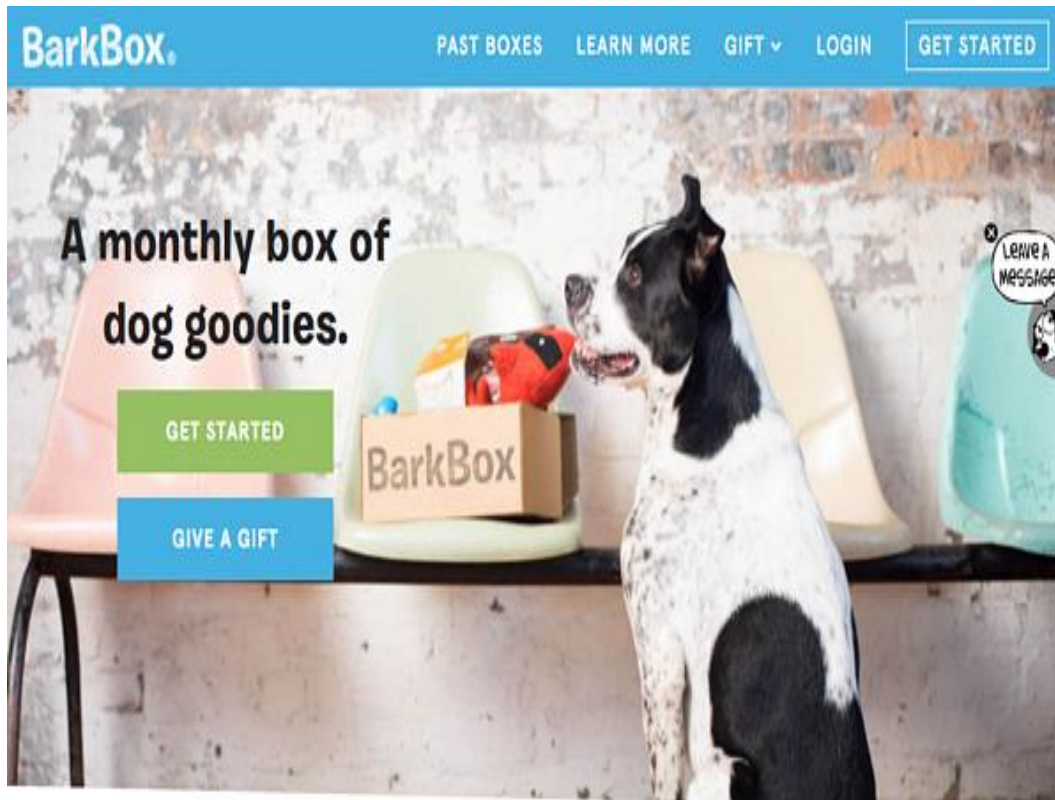 BarkBox.
PAST BOXES LEARN MORE GIFT LOGIN GET STARTED
A monthly box of
dog goodies.
GET STARTED
GIVE A GIFT
BarkBox
LEAVE A
MESSAGE